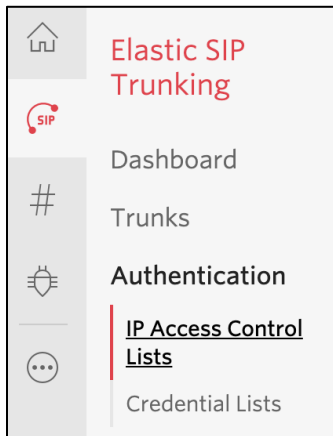 Elastic SIP
Trunking
SIP
Dashboard
#
Trunks
Authentication
IP Access Control
Lists
Credential Lists